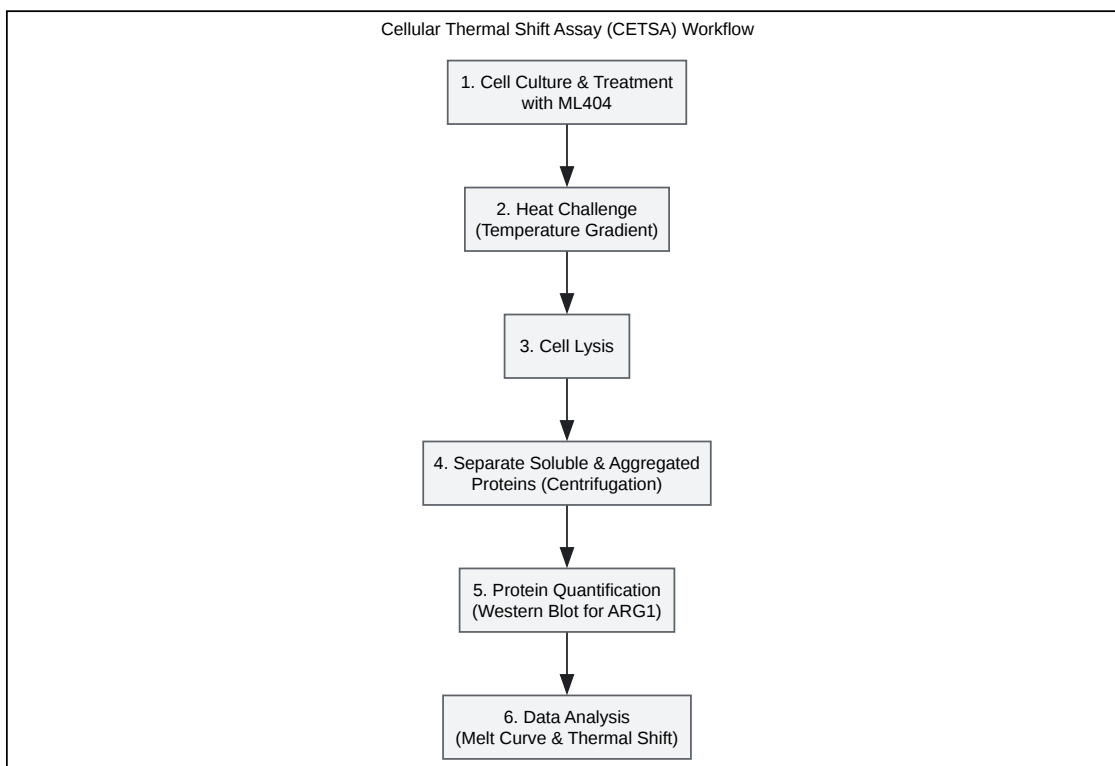 Cellular Thermal Shift Assay (CETSA) Workflow
1. Cell Culture & Treatment
with ML404
2. Heat Challenge
(Temperature Gradient)
3. Cell Lysis
4. Separate Soluble & Aggregated
Proteins (Centrifugation)
5. Protein Quantification
(Western Blot for ARG1)
6. Data Analysis
(Melt Curve & Thermal Shift)